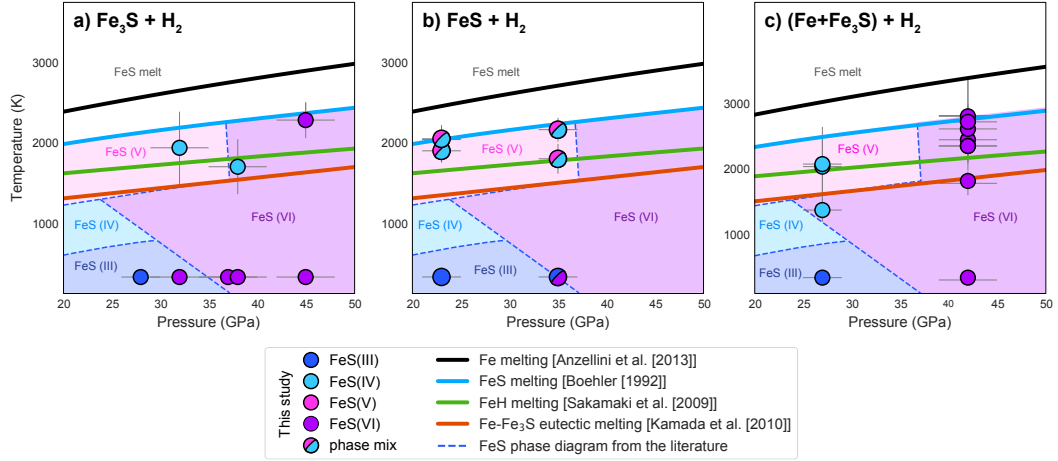 a) Fe₃S + H₂
b) FeS + H₂
c) (Fe+Fe₃S) + H₂
Temperature (K)
3000
2000
1000
FeS melt
FeS (V)
FeS (VI)
FeS (IV)
FeS (III)
20
25
30
35
40
45
50
Pressure (GPa)
3000
2000
1000
FeS melt
FeS (V)
FeS (VI)
FeS (IV)
FeS (III)
20
25
30
35
40
45
50
Pressure (GPa)
3000
2000
1000
FeS melt
FeS (V)
FeS (VI)
FeS (IV)
FeS (III)
20
25
30
35
40
45
50
Pressure (GPa)
This study
FeS(III)
FeS(IV)
FeS(V)
FeS(VI)
phase mix
Fe melting [Anzellini et al. [2013]]
FeS melting [Boehler [1992]]
FeH melting [Sakamaki et al. [2009]]
Fe-Fe₃S eutectic melting [Kamada et al. [2010]]
FeS phase diagram from the literature